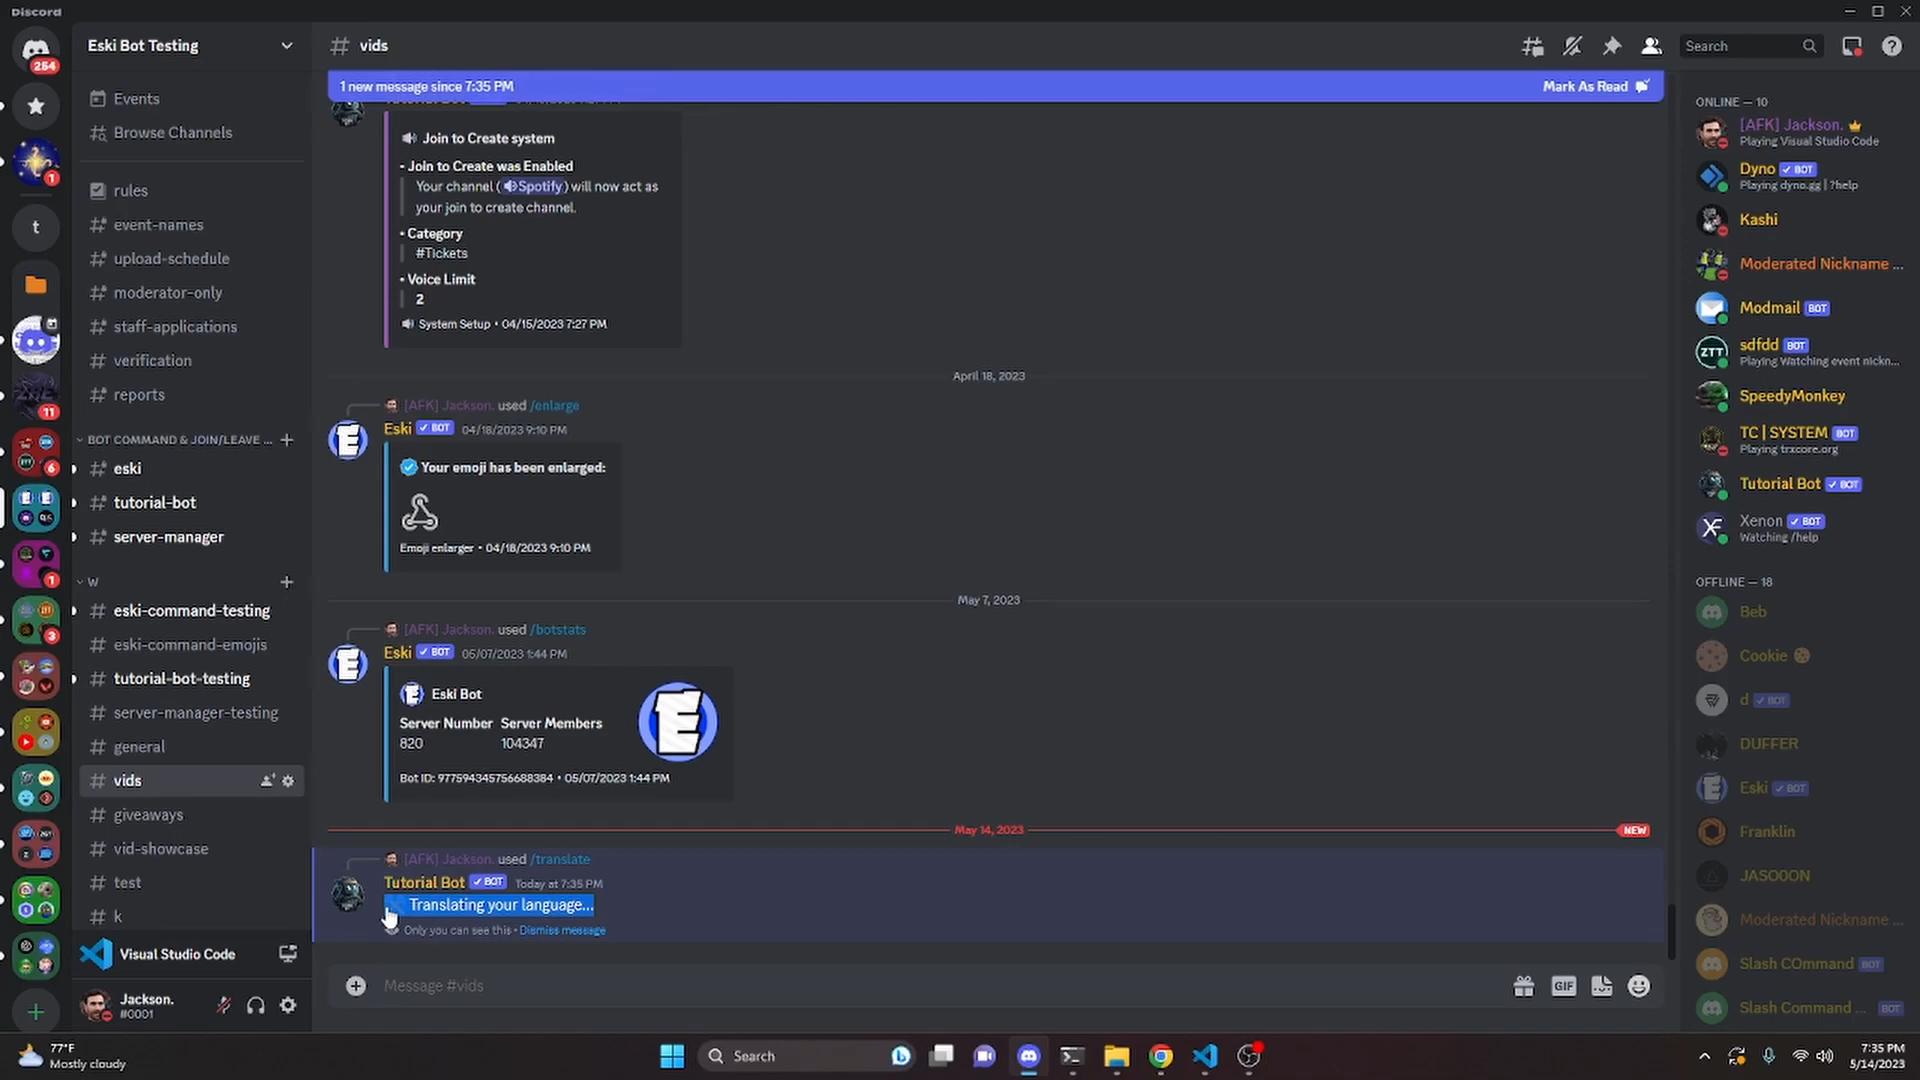 Discord
254
Eski Bot Testing
# vids
Search
1 new message since 7:35 PM
Mark As Read
Events
Browse Channels
rules
event-names
upload-schedule
moderator-only
staff-applications
verification
reports
BOT COMMAND & JOIN/LEAVE ...
eski
tutorial-bot
server-manager
W
eski-command-testing
eski-command-emojis
tutorial-bot-testing
server-manager-testing
general
vids
giveaways
vid-showcase
test
k
1
t
11
6
1
3
Visual Studio Code
Jackson.
#0001
Join to Create system
• Join to Create was Enabled
Your channel ( Spotify) will now act as
your join to create channel.
• Category
#Tickets
• Voice Limit
2
System Setup • 04/15/2023 7:27 PM
April 18, 2023
[AFK] Jackson. used /enlarge
Eski BOT 04/18/2023 9:10 PM
Your emoji has been enlarged:
Emoji enlarger • 04/18/2023 9:10 PM
May 7, 2023
[AFK] Jackson. used /botstats
Eski BOT 05/07/2023 1:44 PM
Eski Bot
Server Number Server Members
820 104347
Bot ID: 977594345756688384 • 05/07/2023 1:44 PM
May 14, 2023
NEW
[AFK] Jackson. used /translate
Tutorial Bot BOT Today at 7:35 PM
Translating your language...
Only you can see this • Dismiss message
Message #vids
GIF
ONLINE — 10
[AFK] Jackson.
Playing Visual Studio Code
Dyno BOT
Playing dyno.gg | ?help
Kashi
Moderated Nickname ...
Modmail BOT
ZTT
sdfdd BOT
Playing Watching event nickn...
SpeedyMonkey
TC | SYSTEM BOT
Playing trxcore.org
Tutorial Bot BOT
Xenon BOT
Watching /help
OFFLINE — 18
Beb
Cookie
d BOT
DUFFER
Eski BOT
Franklin
JASO0ON
Moderated Nickname ...
Slash COmmand BOT
Slash Command ... BOT
77°F
Mostly cloudy
Search
7:35 PM
5/14/2023